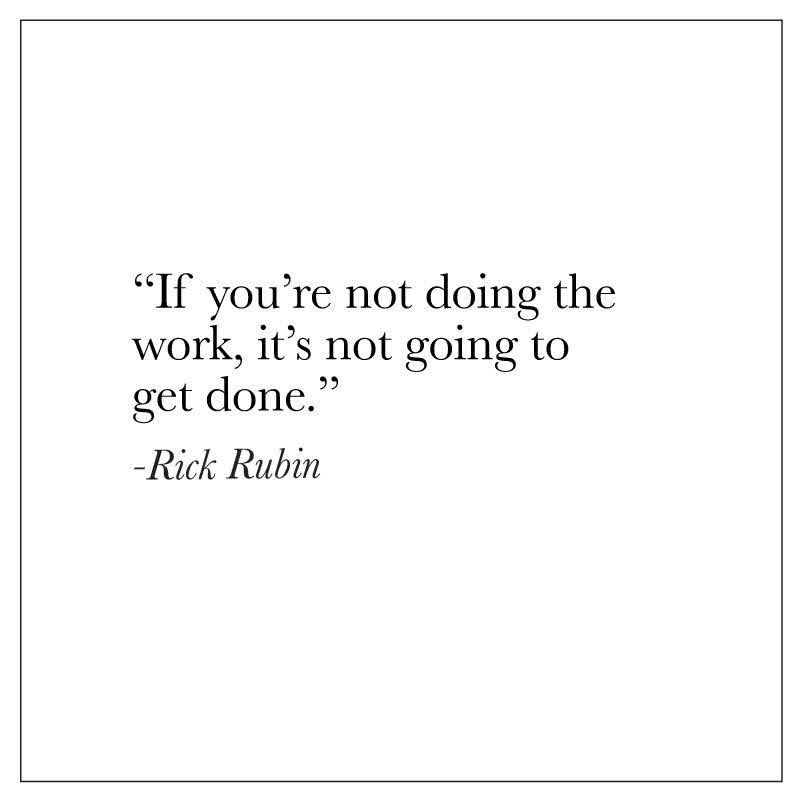 “If you’re not doing the
work, it’s not going to
get done.”
-Rick Rubin